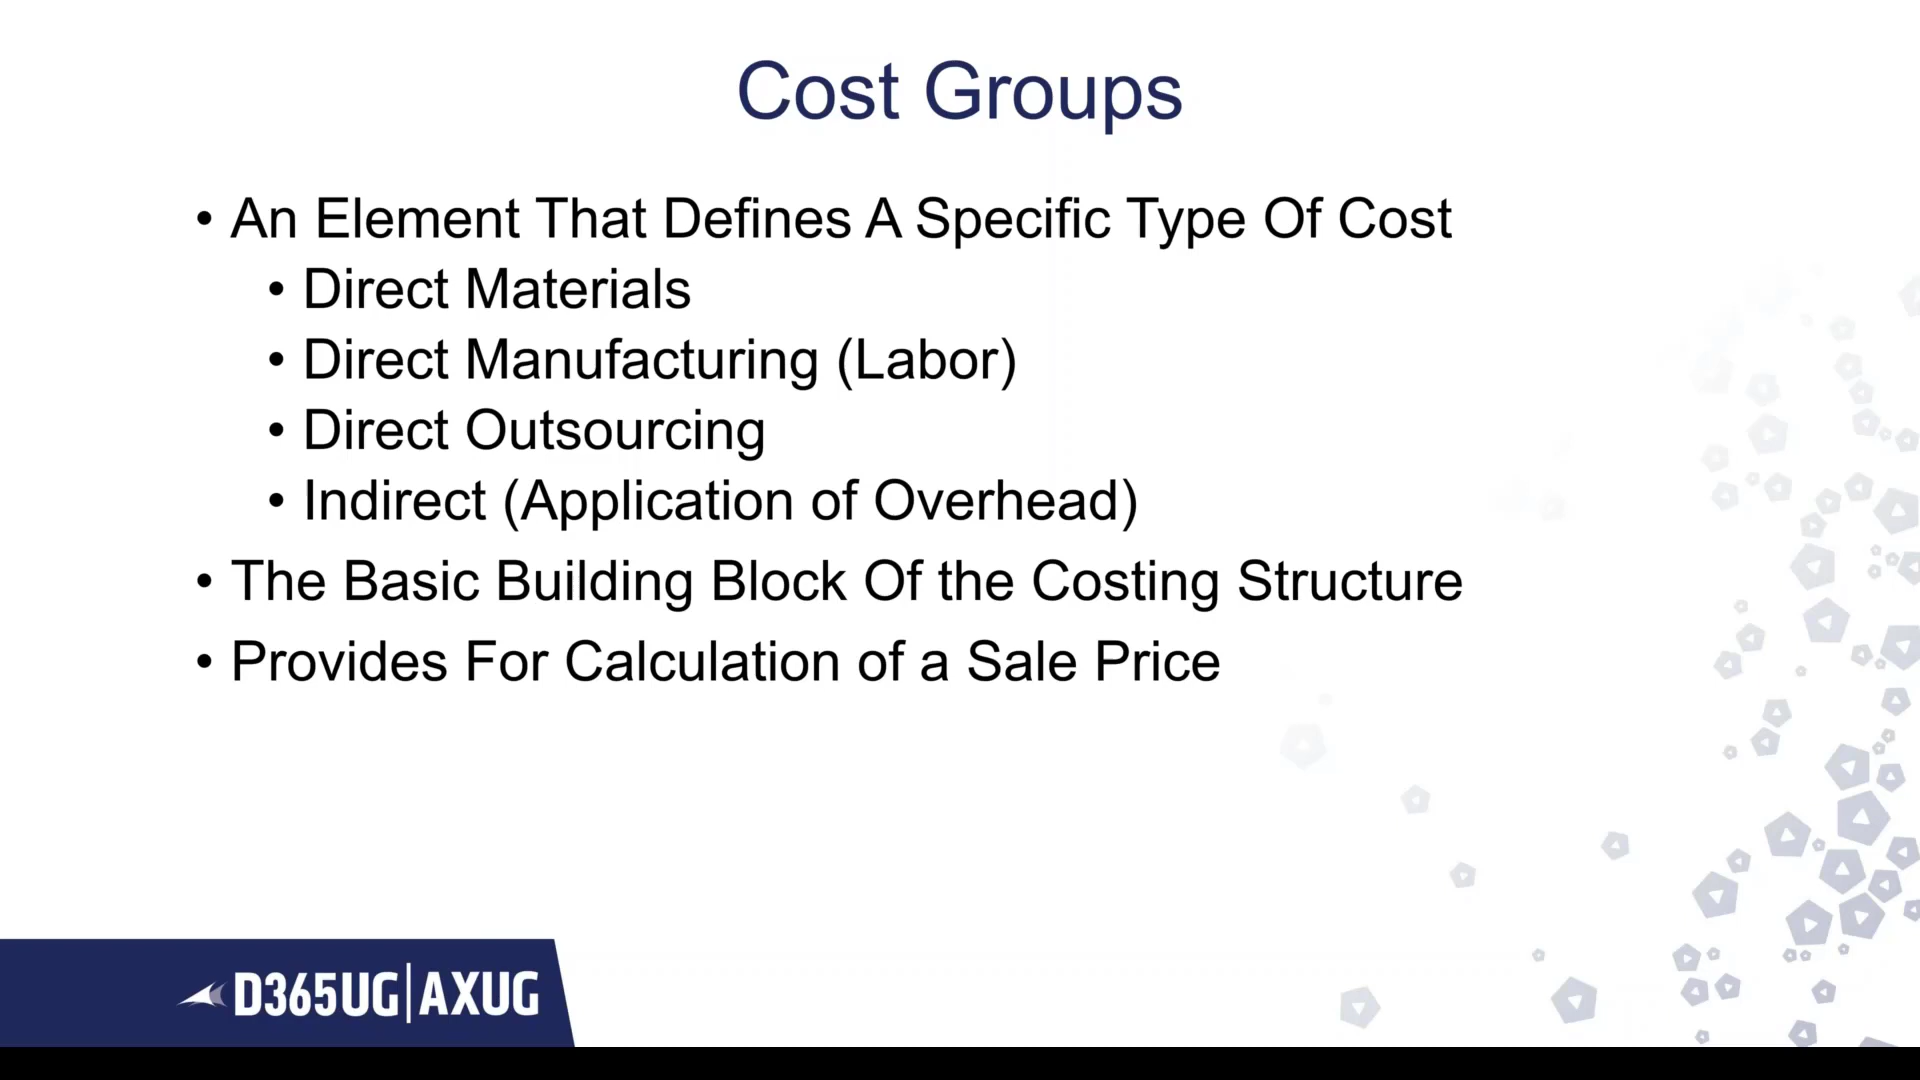 Cost Groups
• An Element That Defines A Specific Type Of Cost
• Direct Materials
• Direct Manufacturing (Labor)
• Direct Outsourcing
• Indirect (Application of Overhead)
• The Basic Building Block Of the Costing Structure
• Provides For Calculation of a Sale Price
D365UG|AXUG